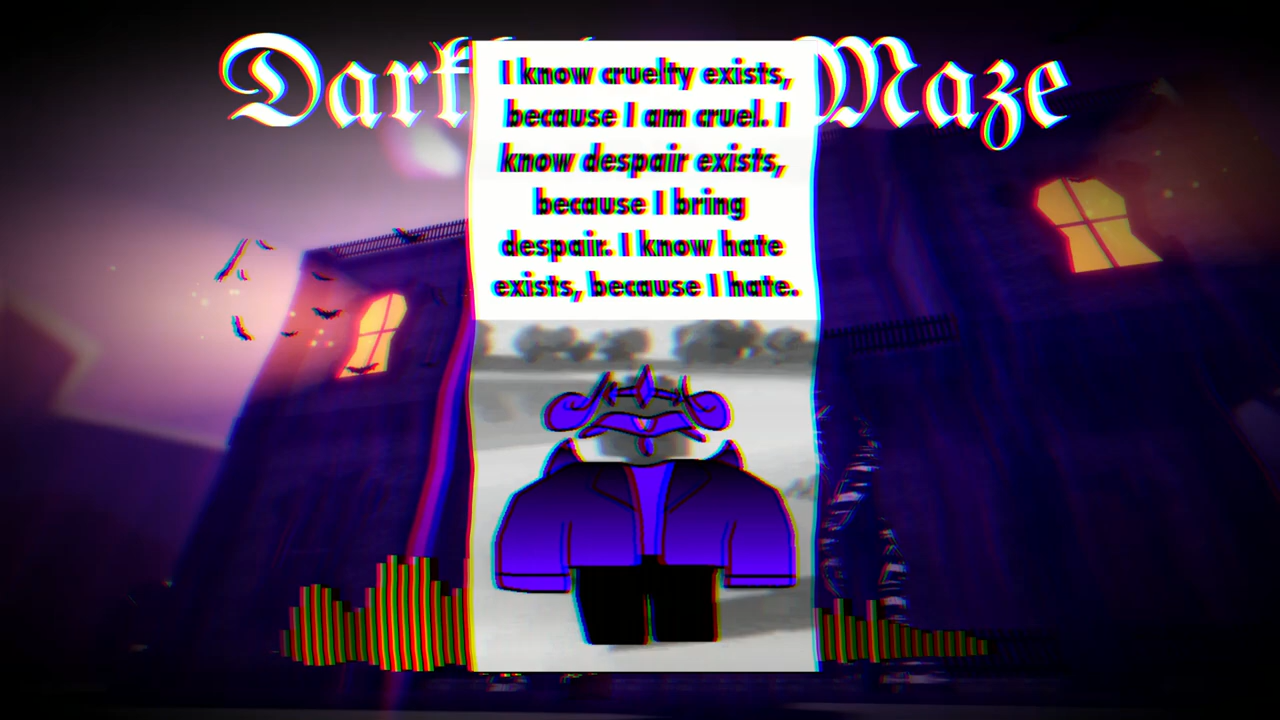 Dark Maze
I know cruelty exists,
because I am cruel. I
know despair exists,
because I bring
despair. I know hate
exists, because I hate.